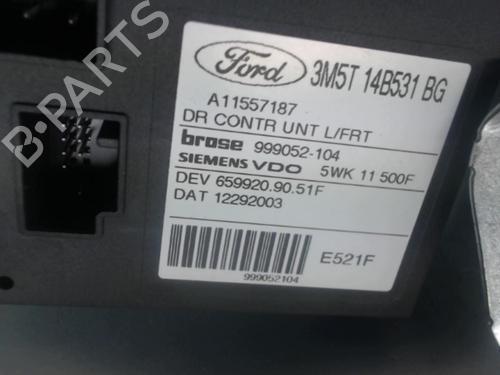 Ford 3M5T 14B531 BG
A11557187
DR CONTR UNT L/FRT
brose 999052-104
SIEMENS VDO 5WK 11 500F
DEV 659920.90.51F
DAT 12292003
E521F
999052104
B-PARTS